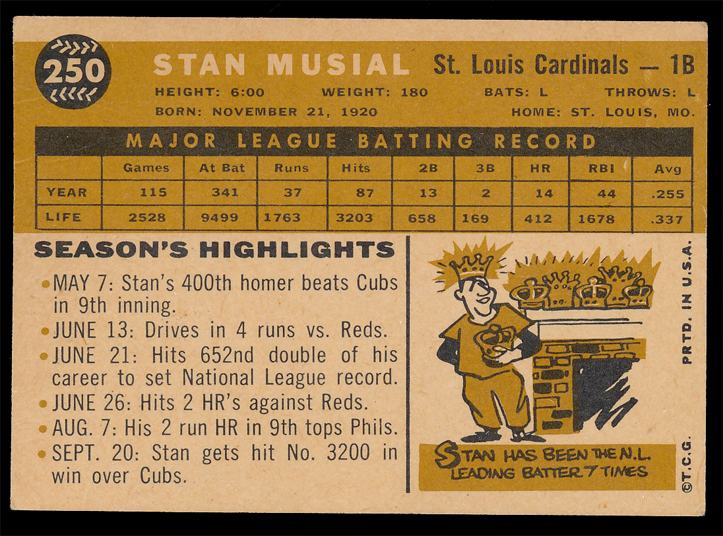 250
STAN MUSIAL St. Louis Cardinals — 1B
HEIGHT: 6:00 WEIGHT: 180 BATS: L THROWS: L
BORN: NOVEMBER 21, 1920 HOME: ST. LOUIS, MO.
MAJOR LEAGUE BATTING RECORD
Games At Bat Runs Hits 2B 3B HR RBI Avg
YEAR 115 341 37 87 13 2 14 44 .255
LIFE 2528 9499 1763 3203 658 169 412 1678 .337
SEASON'S HIGHLIGHTS
• MAY 7: Stan's 400th homer beats Cubs
in 9th inning.
• JUNE 13: Drives in 4 runs vs. Reds.
• JUNE 21: Hits 652nd double of his
career to set National League record.
• JUNE 26: Hits 2 HR's against Reds.
• AUG. 7: His 2 run HR in 9th tops Phils.
• SEPT. 20: Stan gets hit No. 3200 in
win over Cubs.
STAN HAS BEEN THE N.L.
LEADING BATTER 7 TIMES
©T.C.G. PRTD. IN U.S.A.